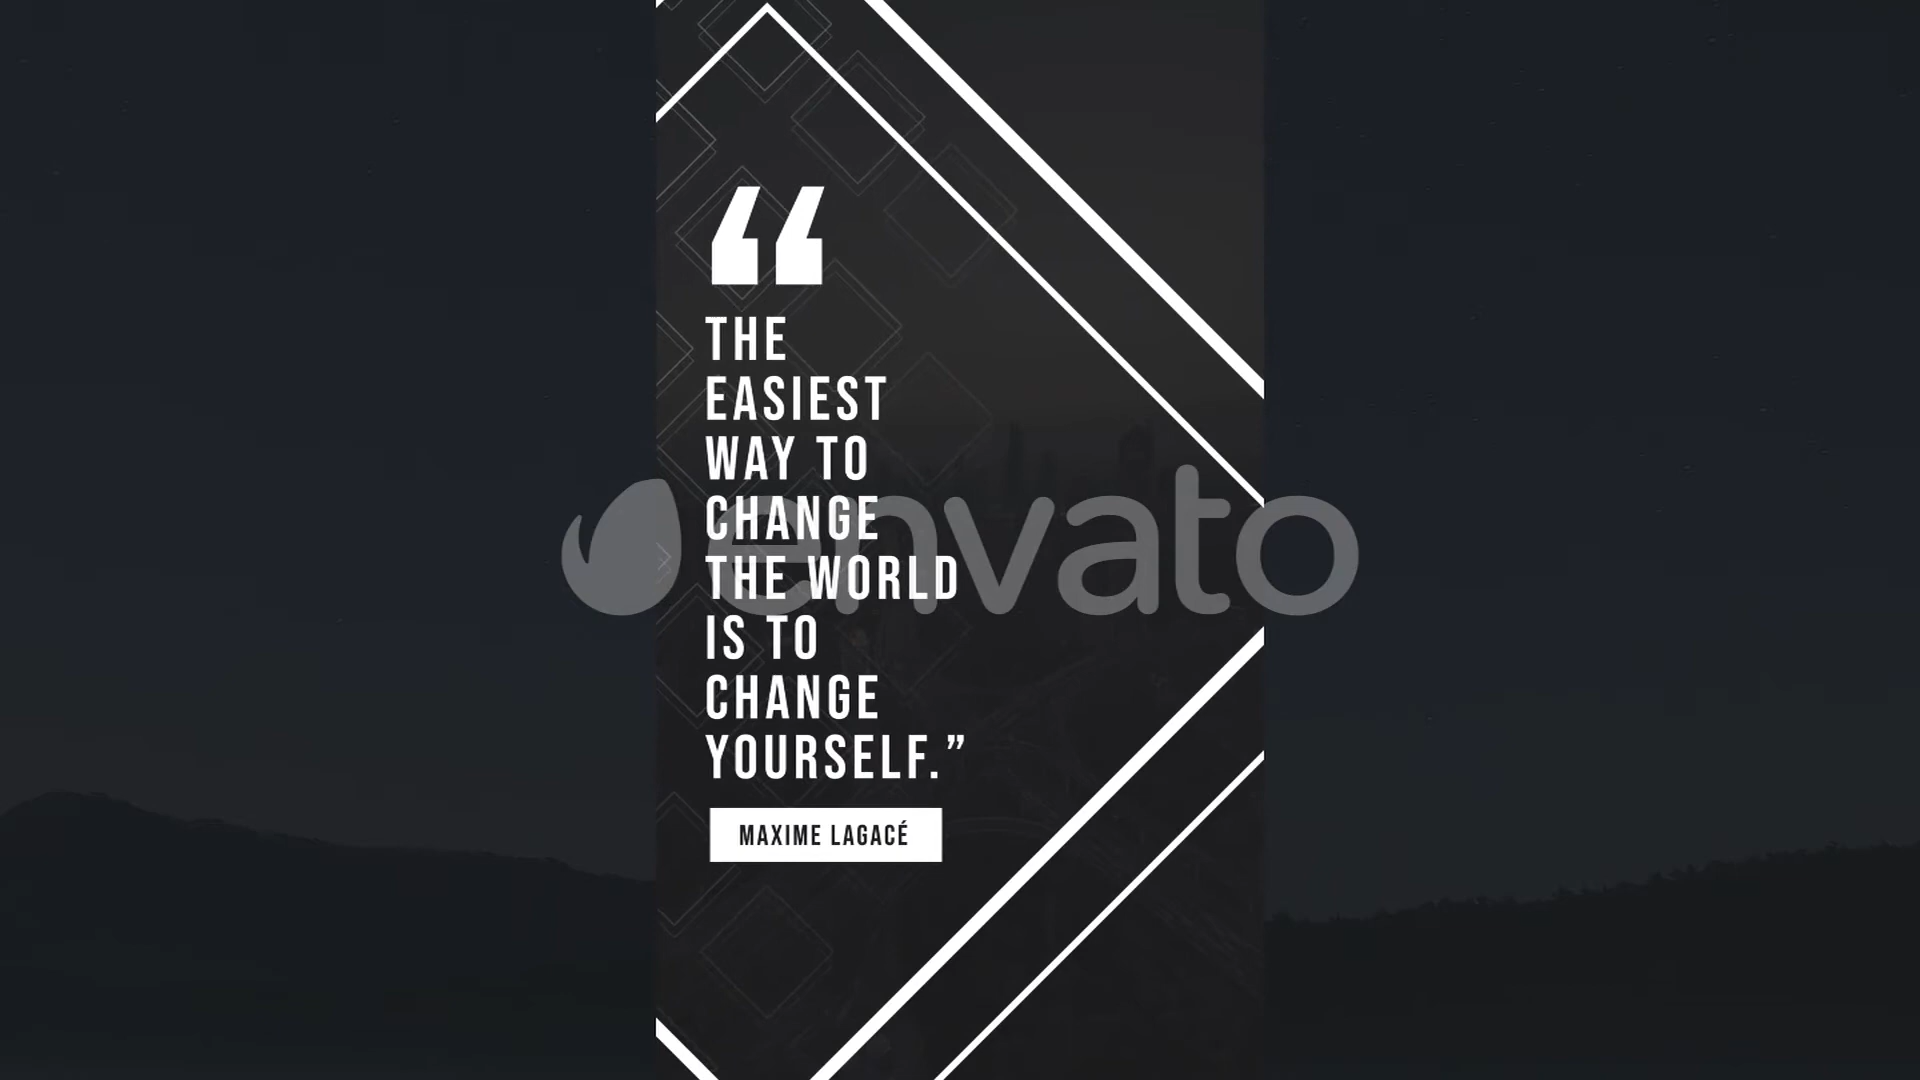 “
THE
EASIEST
WAY TO
CHANGE
THE WORLD
IS TO
CHANGE
YOURSELF.”
MAXIME LAGACÉ
envato